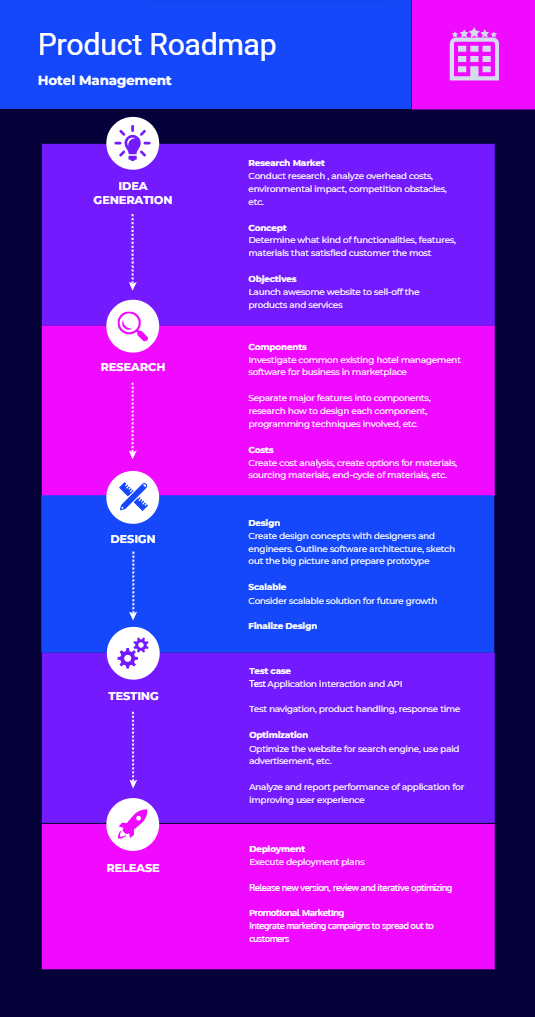 Product Roadmap
Hotel Management
IDEA
GENERATION
Research Market
Conduct research , analyze overhead costs,
environmental impact, competition obstacles,
etc.
Concept
Determine what kind of functionalities, features,
materials that satisfied customer the most
Objectives
Launch awesome website to sell-off the
products and services
RESEARCH
Components
Investigate common existing hotel management
software for business in marketplace
Separate major features into components,
research how to design each component,
programming techniques involved, etc.
Costs
Create cost analysis, create options for materials,
sourcing materials, end-cycle of materials, etc.
DESIGN
Design
Create design concepts with designers and
engineers. Outline software architecture, sketch
out the big picture and prepare prototype
Scalable
Consider scalable solution for future growth
Finalize Design
TESTING
Test case
Test Application Interaction and API
Test navigation, product handling, response time
Optimization
Optimize the website for search engine, use paid
advertisement, etc.
Analyze and report performance of application for
improving user experience
RELEASE
Deployment
Execute deployment plans
Release new version, review and iterative optimizing
Promotional Marketing
Integrate marketing campaigns to spread out to
customers